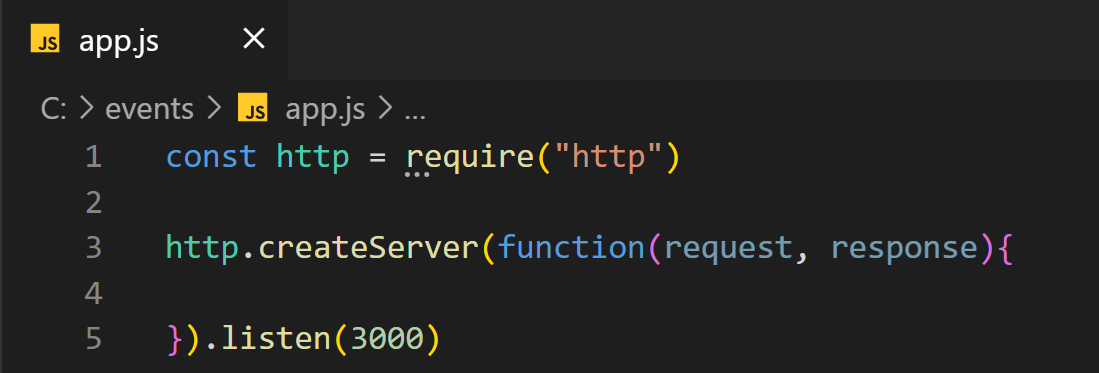 JS app.js ×
C: > events > JS app.js > ...
1 const http = require("http")
2
3 http.createServer(function(request, response){
4
5 }).listen(3000)